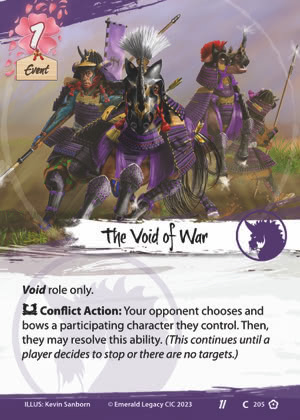 1
Event
The Void of War
Void role only.
Conflict Action: Your opponent chooses and
bows a participating character they control. Then,
they may resolve this ability. (This continues until a
player decides to stop or there are no targets.)
ILLUS: Kevin Sanborn © Emerald Legacy CIC 2023 C 205